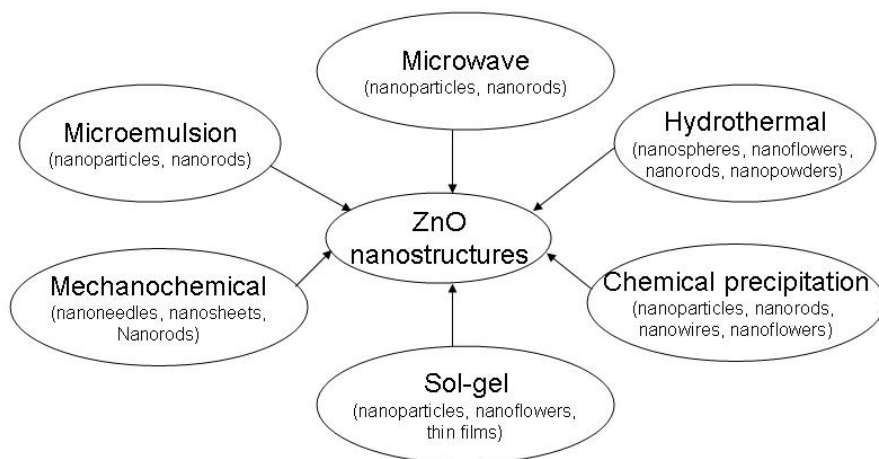 Microwave
(nanoparticles, nanorods)
Microemulsion
(nanoparticles, nanorods)
Hydrothermal
(nanospheres, nanoflowers,
nanorods, nanopowders)
ZnO
nanostructures
Mechanochemical
(nanoneedles, nanosheets,
Nanorods)
Chemical precipitation
(nanoparticles, nanorods,
nanowires, nanoflowers)
Sol-gel
(nanoparticles, nanoflowers,
thin films)